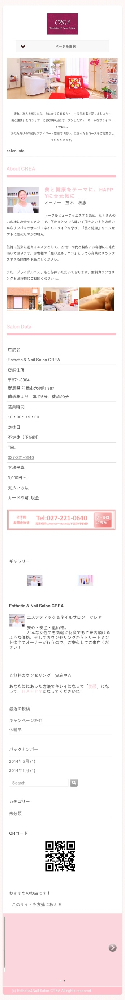 CREA
Esthetic & Nail Salon
ページを選択
疲れ、冷えを感じたら、とにかくＣＲＥＡへ　〜元気を取り戻しましょう〜
美と健康」をコンセプトに2009年4月にオープンしたアットホームなプライベー
トサロン。
あなただけの特別なプライベート空間で「想い」にあった各コースをご提案させ
ていただきます。
salon info
About CREA
美と健康をテーマに、HAPP
Yに☆元気に
オーナー　茂木　咲恵
トータルビューティエステを始め、たくさんの
お客様に出会ってきた中で、何かひとつでも輝いて頂きたい！との想い
からリンパマッサージ・ネイル・メイクを学び、『美と健康』をコンセ
プトに始めたのがCREA。
気軽に気楽に通えるエステとして、20代〜70代と幅広いお客様にご来店
頂いております。お客様の「駆け込みサロン」として心身共にリラック
スできる時間をお過ごしください。
また、ブライダルエステもご好評いただいております。無料カウンセリ
ングもお気軽にご相談くださいね。
Salon Data
店舗名
Esthetic & Nail Salon CREA
店舗住所
〒371-0804
群馬県 前橋市六供町 967
前橋駅より　車で5分、徒歩20分
営業時間
10：00〜19：00
定休日
不定休（予約制）
TEL
027-221-0640
平均予算
3,000円〜
支払い方法
カード不可, 現金
ご予約・お問合わせ
Tel:027-221-0640
営業時間:AM10:00〜PM19:00/不定休(予約制)
メールはこちら
ギャラリー
Esthetic & Nail Salon CREA
エステティック＆ネイルサロン　クレア
安心・安全・低価格。
どんな女性でも気軽に何度でもご来店頂ける
ような価格、そしてカウンセリングからトリートメン
ト迄全てオーナーが行うので、ご安心してご来店くだ
さい！
☆無料カウンセリング　実施中☆
あなたににあった方法でキレイになって「笑顔」にな
って、ＨＡＰＰＹになってくださいね！
最近の投稿
キャンペーン紹介
化粧品
バックナンバー
2014年5月 (1)
2014年1月 (1)
Search
カテゴリー
未分類
QRコード
おすすめのお店です！
このサイトを友達に教える
(c) Esthetic&Nail Salon CREA All rights reserved